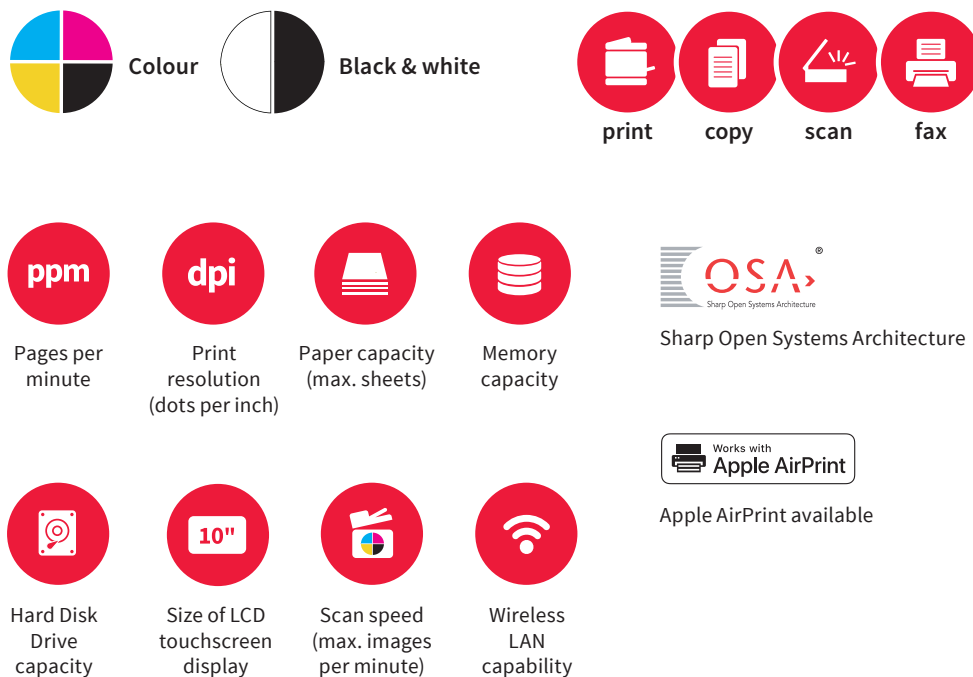 Colour
Black & white
print
copy
scan
fax
ppm
dpi
Pages per
minute
Print
resolution
(dots per inch)
Paper capacity
(max. sheets)
Memory
capacity
OSA®
Sharp Open Systems Architecture
Sharp Open Systems Architecture
Works with
Apple AirPrint
Apple AirPrint available
10"
Hard Disk
Drive
capacity
Size of LCD
touchscreen
display
Scan speed
(max. images
per minute)
Wireless
LAN
capability